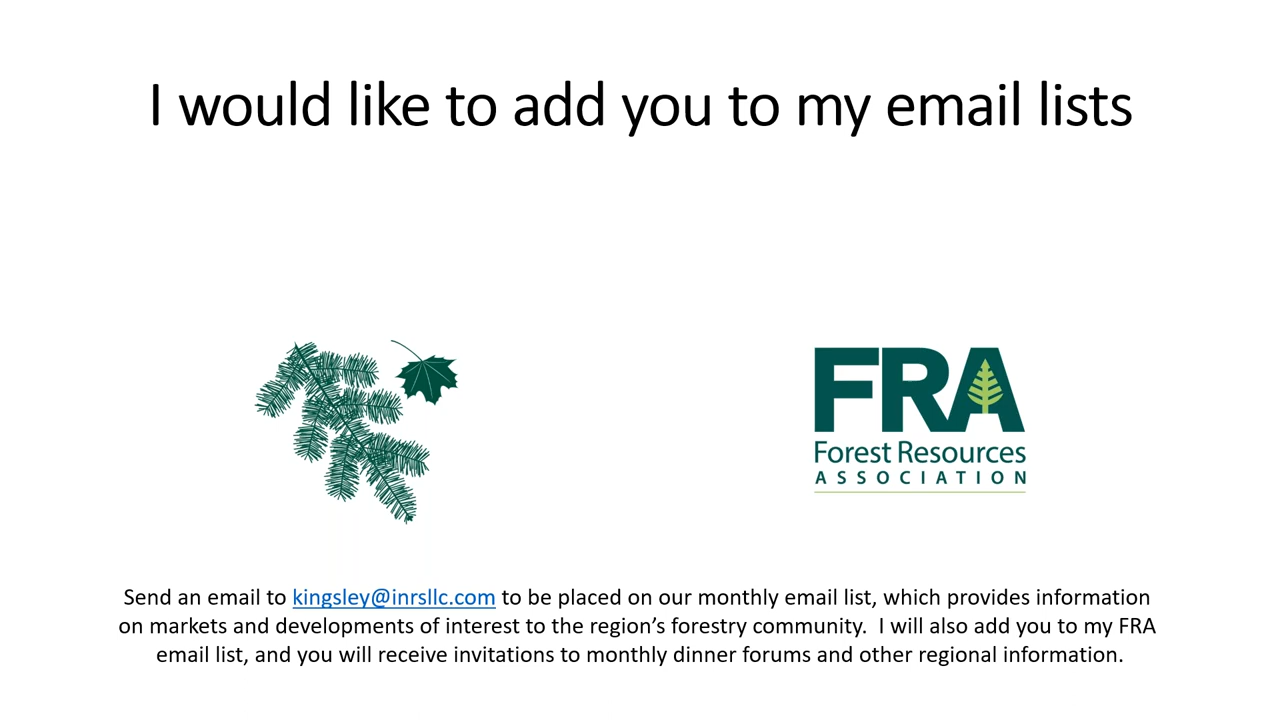 I would like to add you to my email lists
FRA
Forest Resources
ASSOCIATION
Send an email to kingsley@inrsllc.com to be placed on our monthly email list, which provides information
on markets and developments of interest to the region’s forestry community.  I will also add you to my FRA
email list, and you will receive invitations to monthly dinner forums and other regional information.